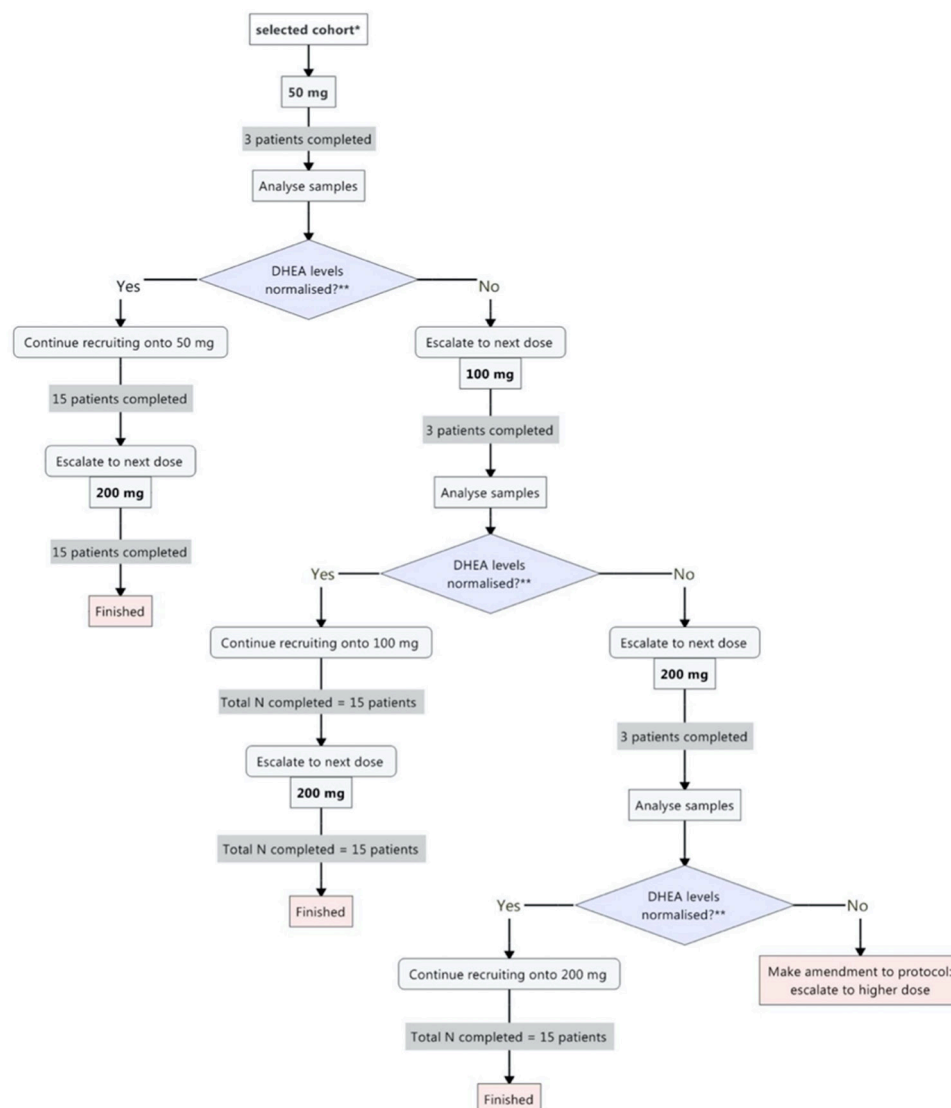 selected cohort*
50 mg
3 patients completed
Analyse samples
DHEA levels
normalised?**
Yes
No
Continue recruiting onto 50 mg
15 patients completed
Escalate to next dose
200 mg
15 patients completed
Finished
Escalate to next dose
100 mg
3 patients completed
Analyse samples
DHEA levels
normalised?**
Yes
No
Continue recruiting onto 100 mg
Total N completed = 15 patients
Escalate to next dose
200 mg
Total N completed = 15 patients
Finished
Escalate to next dose
200 mg
3 patients completed
Analyse samples
DHEA levels
normalised?**
Yes
No
Continue recruiting onto 200 mg
Total N completed = 15 patients
Finished
Make amendment to protocol:
escalate to higher dose